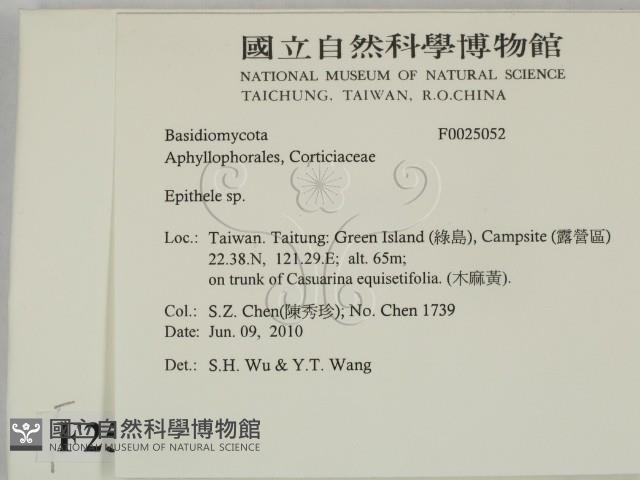 國立自然科學博物館
NATIONAL MUSEUM OF NATURAL SCIENCE
TAICHUNG, TAIWAN, R.O.CHINA
Basidiomycota F0025052
Aphyllophorales, Corticiaceae
Epithele sp.
Loc.: Taiwan. Taitung: Green Island (綠島), Campsite (露營區)
22.38.N, 121.29.E; alt. 65m;
on trunk of Casuarina equisetifolia. (木麻黃).
Col.: S.Z. Chen(陳秀珍); No. Chen 1739
Date: Jun. 09, 2010
Det.: S.H. Wu & Y.T. Wang
國立自然科學博物館
NATIONAL MUSEUM OF NATURAL SCIENCE